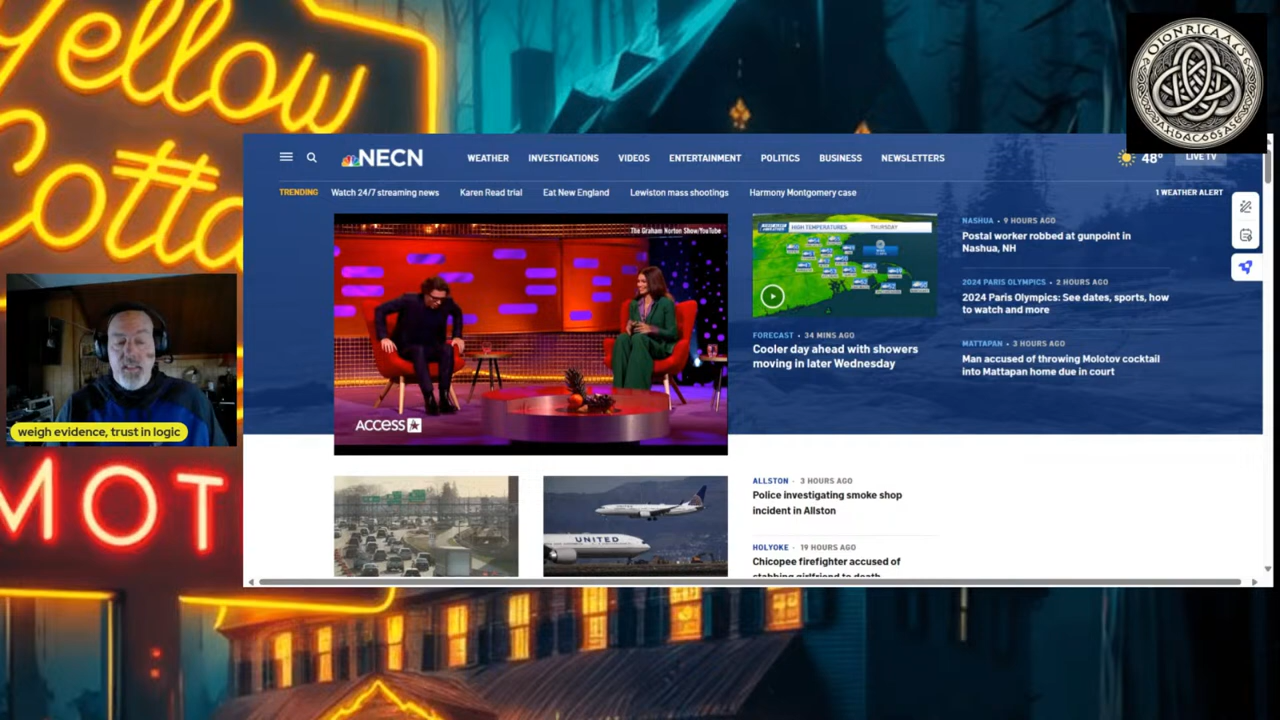 Yellow
Cotta
MOT
NECN
WEATHER
INVESTIGATIONS
VIDEOS
ENTERTAINMENT
POLITICS
BUSINESS
NEWSLETTERS
48°
LIVE TV
TRENDING
Watch 24/7 streaming news
Karen Read trial
Eat New England
Lewiston mass shootings
Harmony Montgomery case
1 WEATHER ALERT
The Graham Norton Show/YouTube
ACCESS
HIGH TEMPERATURES
THURSDAY
FORECAST • 34 MINS AGO
Cooler day ahead with showers
moving in later Wednesday
NASHUA • 9 HOURS AGO
Postal worker robbed at gunpoint in
Nashua, NH
2024 PARIS OLYMPICS • 2 HOURS AGO
2024 Paris Olympics: See dates, sports, how
to watch and more
MATTAPAN • 3 HOURS AGO
Man accused of throwing Molotov cocktail
into Mattapan home due in court
weigh evidence, trust in logic
UNITED
ALLSTON · 3 HOURS AGO
Police investigating smoke shop
incident in Allston
HOLYOKE · 19 HOURS AGO
Chicopee firefighter accused of
stabbing girlfriend to death